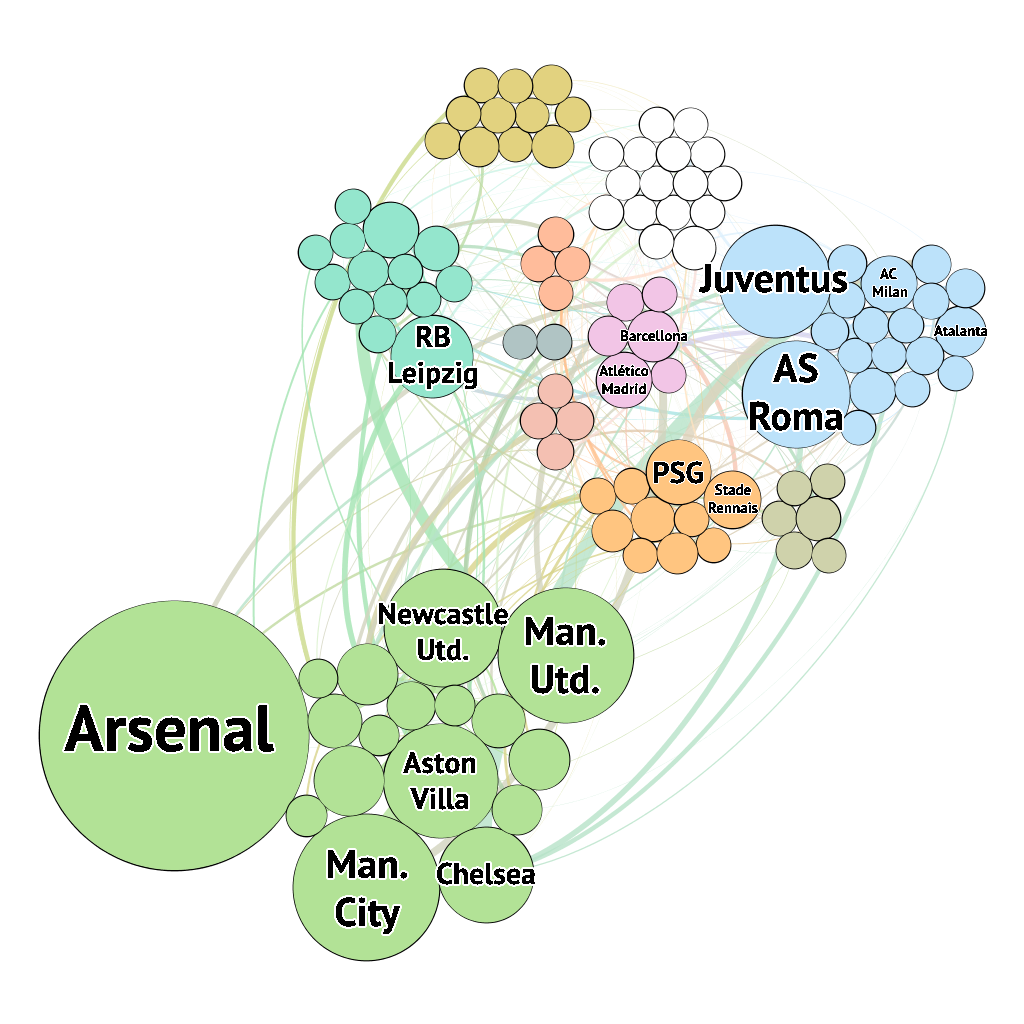 Juventus
AC
Milan
Atalanta
RB
Leipzig
Barcellona
Atlético
Madrid
AS
Roma
PSG
Stade
Rennais
Newcastle
Utd.
Man.
Utd.
Arsenal
Aston
Villa
Man.
City
Chelsea